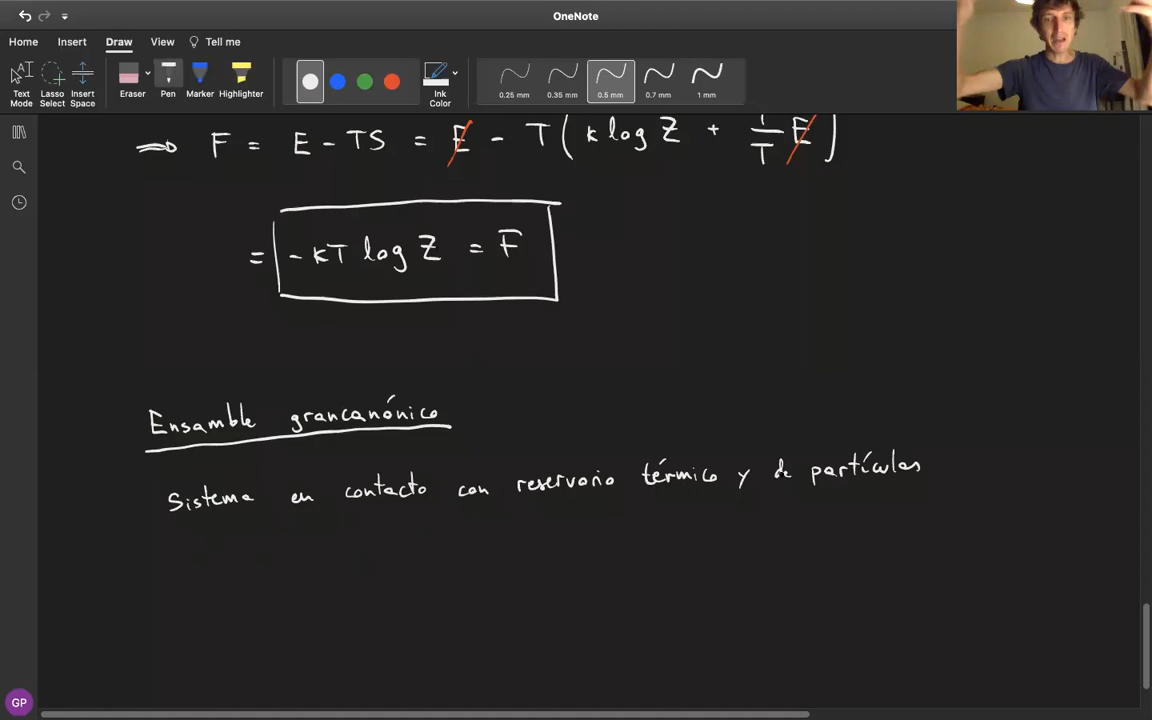 OneNote
Home Insert Draw View Tell me
Text Mode Lasso Select Insert Space Eraser Pen Marker Highlighter Ink Color 0.25 mm 0.35 mm 0.5 mm 0.7 mm 1 mm
⟹ F = E - TS = E - T( k log Z + 1/T E )
= - kT log Z = F
Ensamble grancanónico
Sistema en contacto con reservorio térmico y de partículas
GP